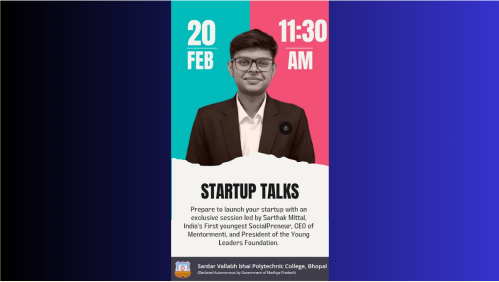 20
FEB
11:30
AM
STARTUP TALKS
Prepare to launch your startup with an
exclusive session led by Sarthak Mittal,
India's First youngest SocialPreneur, CEO of
Mentormenti, and President of the Young
Leaders Foundation.
Sardar Vallabh bhai Polytechnic College, Bhopal
(Declared Autonomous by Government of Madhya Pradesh)